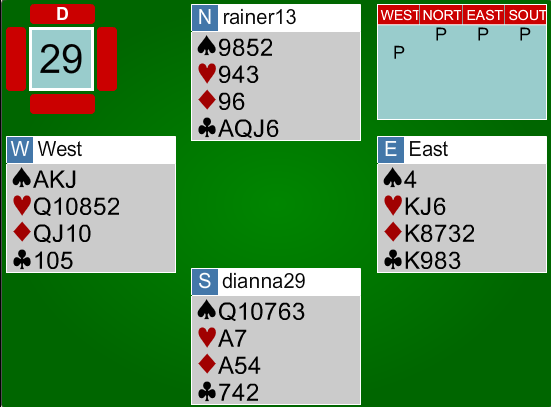 D
29
N rainer13
♠9852
♥943
♦96
♣AQJ6
WEST NORT EAST SOUT
P P P
P
W West
♠AKJ
♥Q10852
♦QJ10
♣105
E East
♠4
♥KJ6
♦K8732
♣K983
S dianna29
♠Q10763
♥A7
♦A54
♣742